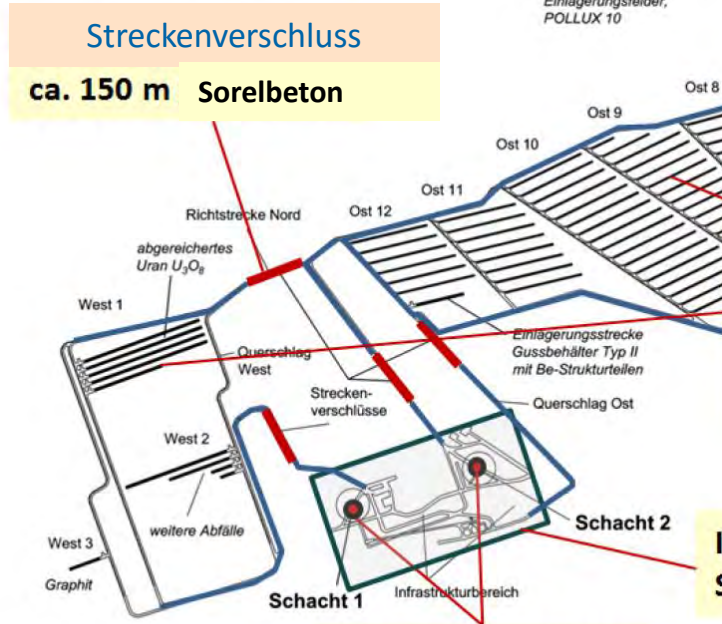 Einlagerungsfelder,
POLLUX 10
Streckenverschluss
ca. 150 m Sorelbeton
Ost 8
Ost 9
Ost 10
Ost 11
Ost 12
Richtstrecke Nord
abgereichertes
Uran U₃O₈
West 1
Querschlag
West
Einlagerungsstrecke
Gussbehälter Typ II
mit Be-Strukturteilen
Strecken-
verschlüsse
Querschlag Ost
West 2
weitere Abfälle
West 3
Graphit
Schacht 2
Schacht 1
Infrastrukturbereich